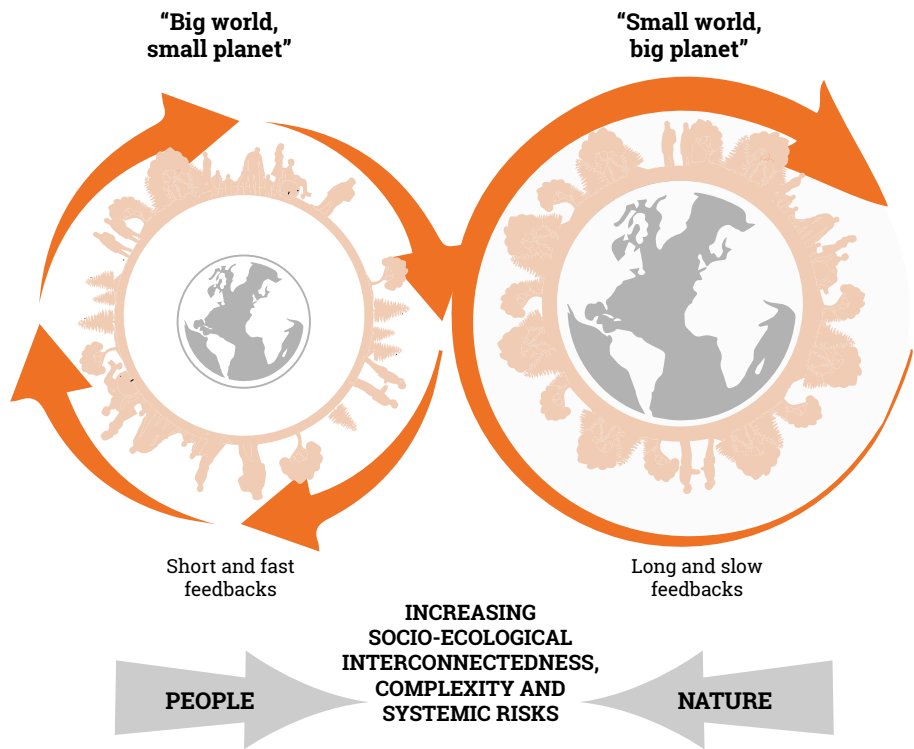 “Big world,
small planet”
“Small world,
big planet”
Short and fast
feedbacks
Long and slow
feedbacks
INCREASING
SOCIO-ECOLOGICAL
INTERCONNECTEDNESS,
COMPLEXITY AND
SYSTEMIC RISKS
PEOPLE
NATURE